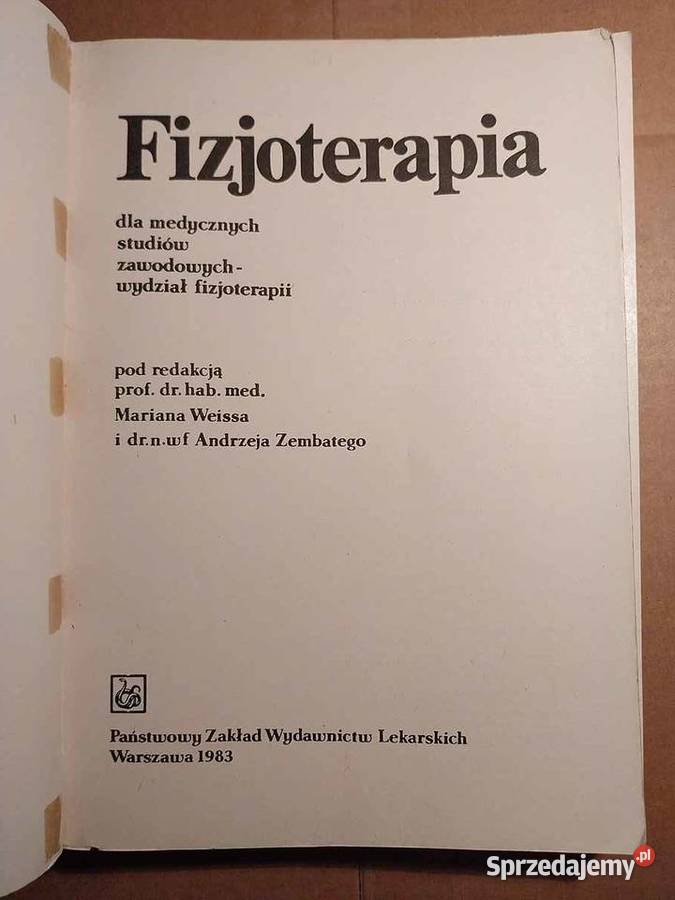 Fizjoterapia
dla medycznych
studiów
zawodowych-
wydział fizjoterapii
pod redakcją
prof. dr. hab. med.
Mariana Weissa
i dr.n.wf Andrzeja Zembatego
Państwowy Zakład Wydawnictw Lekarskich
Warszawa 1983
Sprzedajemy.pl